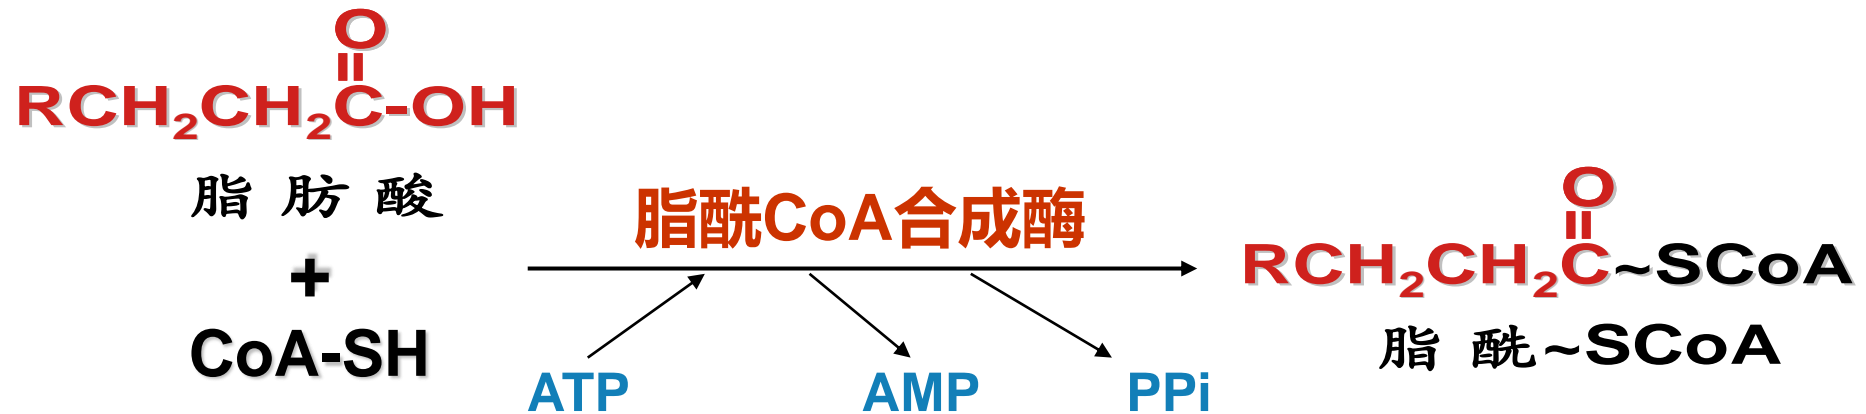 O
RCH₂CH₂C-OH
脂 肪 酸
+
CoA-SH
脂酰CoA合成酶
ATP AMP PPi
O
RCH₂CH₂C~SCoA
脂 酰~SCoA